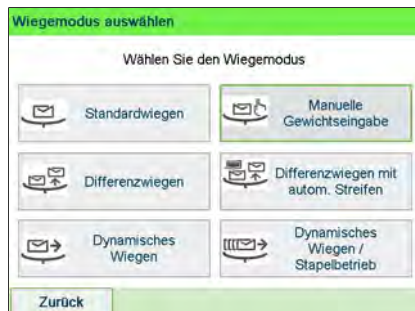 Wiegemodus auswählen
Wählen Sie den Wiegemodus
Standardwiegen
Manuelle
Gewichtseingabe
Differenzwiegen
Differenzwiegen mit
autom. Streifen
Dynamisches
Wiegen
Dynamisches
Wiegen /
Stapelbetrieb
Zurück